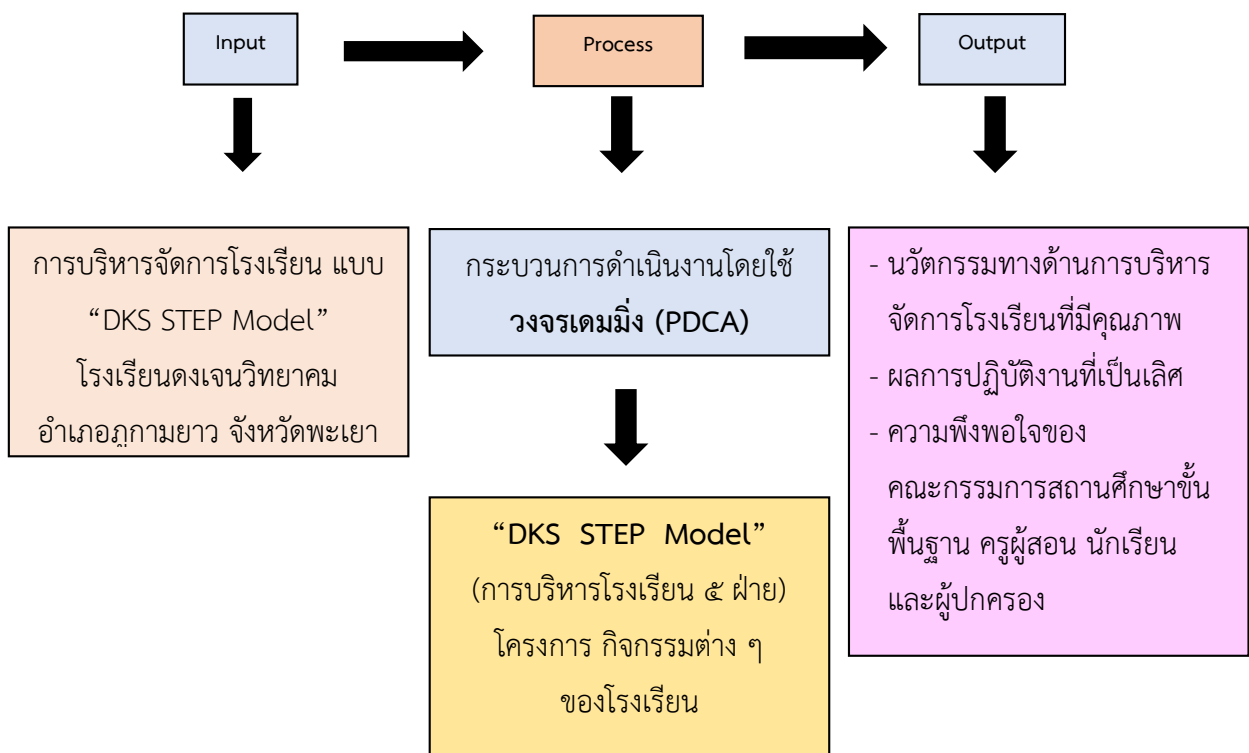 Input
Process
Output
การบริหารจัดการโรงเรียน แบบ
“DKS STEP Model”
โรงเรียนดงเจนวิทยาคม
อำเภอภูกามยาว จังหวัดพะเยา
กระบวนการดำเนินงานโดยใช้
วงจรเดมมิ่ง (PDCA)
“DKS STEP Model”
(การบริหารโรงเรียน ๕ ฝ่าย)
โครงการ กิจกรรมต่าง ๆ
ของโรงเรียน
- นวัตกรรมทางด้านการบริหาร
จัดการโรงเรียนที่มีคุณภาพ
- ผลการปฏิบัติงานที่เป็นเลิศ
- ความพึงพอใจของ
คณะกรรมการสถานศึกษาขั้น
พื้นฐาน ครูผู้สอน นักเรียน
และผู้ปกครอง